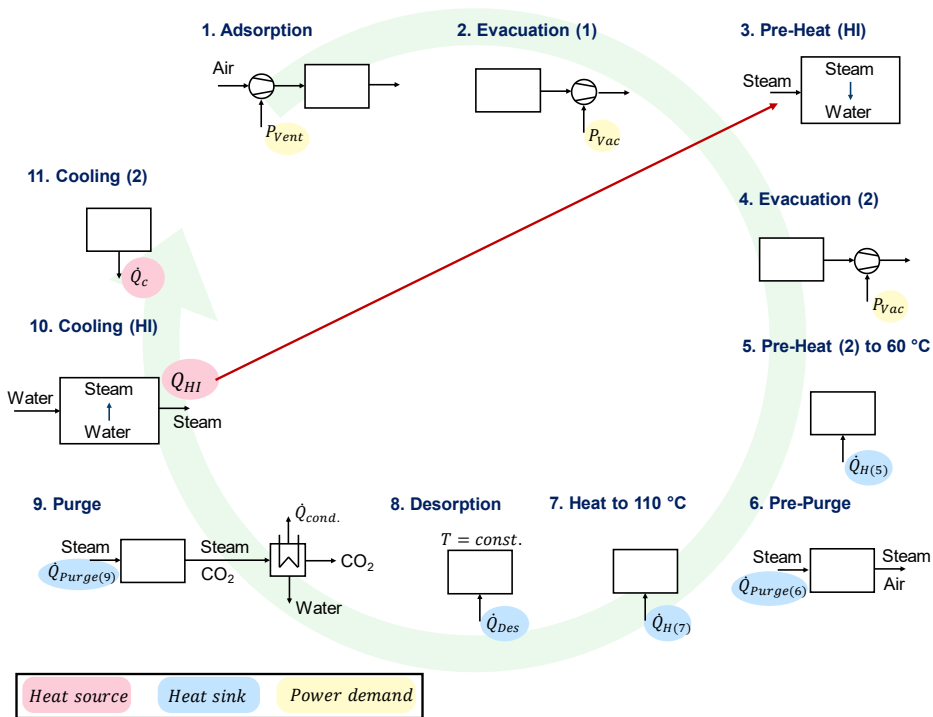 1. Adsorption
Air
P_Vent
2. Evacuation (1)
P_Vac
3. Pre-Heat (HI)
Steam
Steam
Water
4. Evacuation (2)
P_Vac
5. Pre-Heat (2) to 60 °C
Q̇_H(5)
6. Pre-Purge
Steam
Steam
Air
Q̇_Purge(6)
7. Heat to 110 °C
Q̇_H(7)
8. Desorption
T = const.
Q̇_Des
9. Purge
Steam
Q̇_Purge(9)
Steam
CO₂
Q̇_cond.
CO₂
Water
10. Cooling (HI)
Water
Steam
Water
Q_HI
Steam
11. Cooling (2)
Q̇_c
Heat source
Heat sink
Power demand